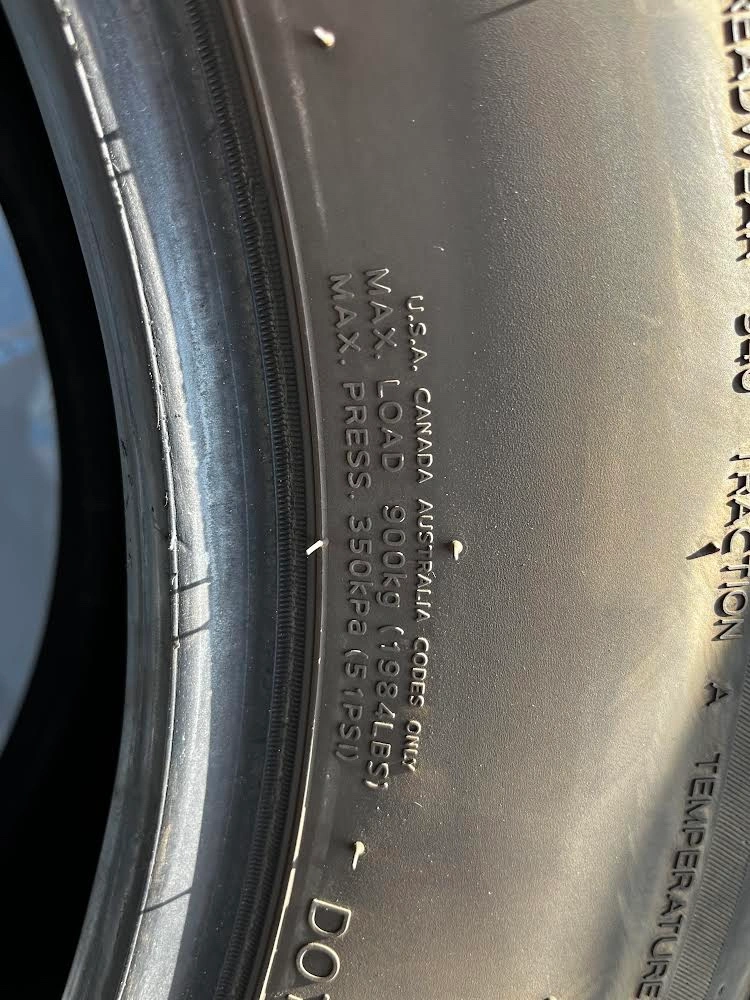 U.S.A. CANADA AUSTRALIA CODES ONLY
MAX. LOAD 900kg (1984LBS)
MAX. PRESS. 350kPa (51PSI)
TRACTION A TEMPERATURE